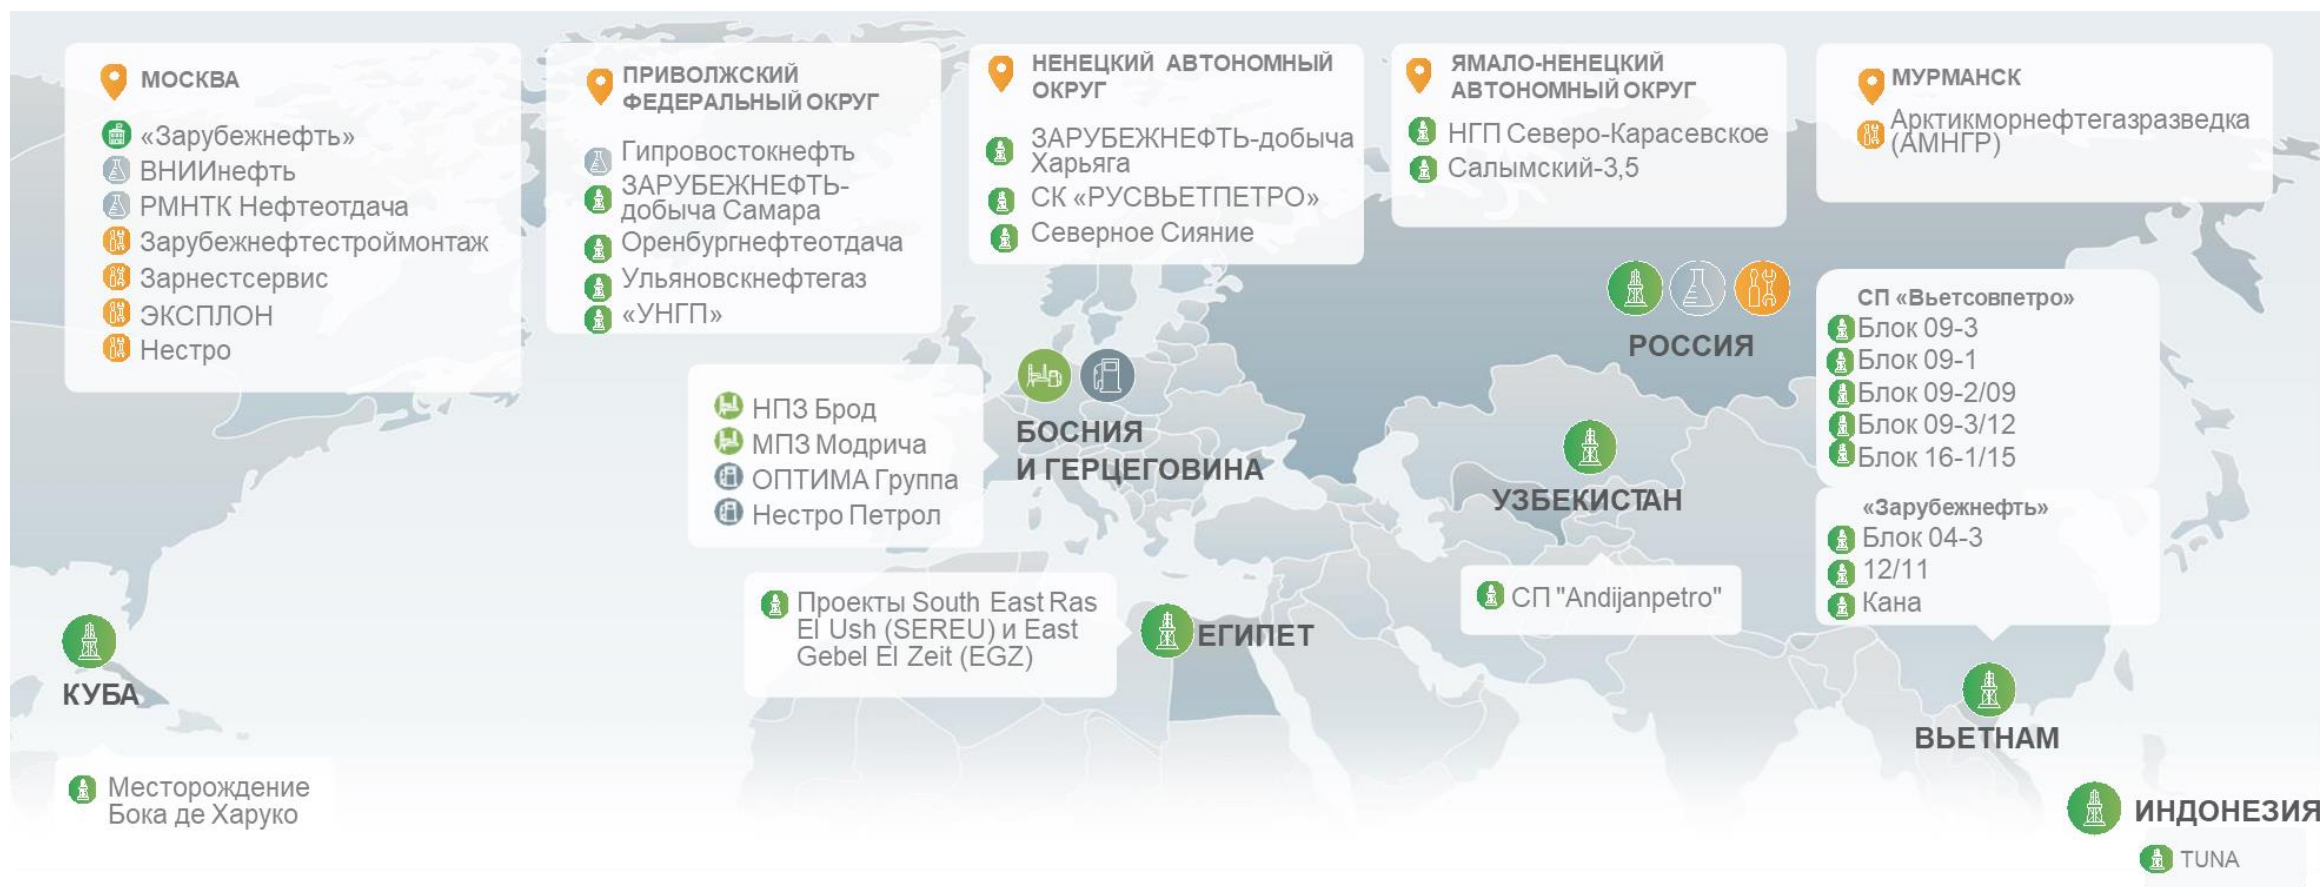 МОСКВА
«Зарубежнефть»
ВНИИнефть
РМНТК Нефтеотдача
Зарубежнефтестроймонтаж
Зарнестсервис
ЭКСПЛОН
Нестро
ПРИВОЛЖСКИЙ
ФЕДЕРАЛЬНЫЙ ОКРУГ
Гипровостокнефть
ЗАРУБЕЖНЕФТЬ-
добыча Самара
Оренбургнефтеотдача
Ульяновскнефтегаз
«УНГП»
НЕНЕЦКИЙ АВТОНОМНЫЙ
ОКРУГ
ЗАРУБЕЖНЕФТЬ-добыча
Харьяга
СК «РУСВЬЕТПЕТРО»
Северное Сияние
ЯМАЛО-НЕНЕЦКИЙ
АВТОНОМНЫЙ ОКРУГ
НГП Северо-Карасевское
Салымский-3,5
МУРМАНСК
Арктикморнефтегазразведка
(АМНГР)
РОССИЯ
СП «Вьетсовпетро»
Блок 09-3
Блок 09-1
Блок 09-2/09
Блок 09-3/12
Блок 16-1/15
«Зарубежнефть»
Блок 04-3
12/11
Кана
ВЬЕТНАМ
НПЗ Брод
МПЗ Модрича
ОПТИМА Группа
Нестро Петрол
БОСНИЯ
И ГЕРЦЕГОВИНА
УЗБЕКИСТАН
СП "Andijanpetro"
Проекты South East Ras
El Ush (SEREU) и East
Gebel El Zeit (EGZ)
ЕГИПЕТ
КУБА
Месторождение
Бока де Харуко
ИНДОНЕЗИЯ
TUNA